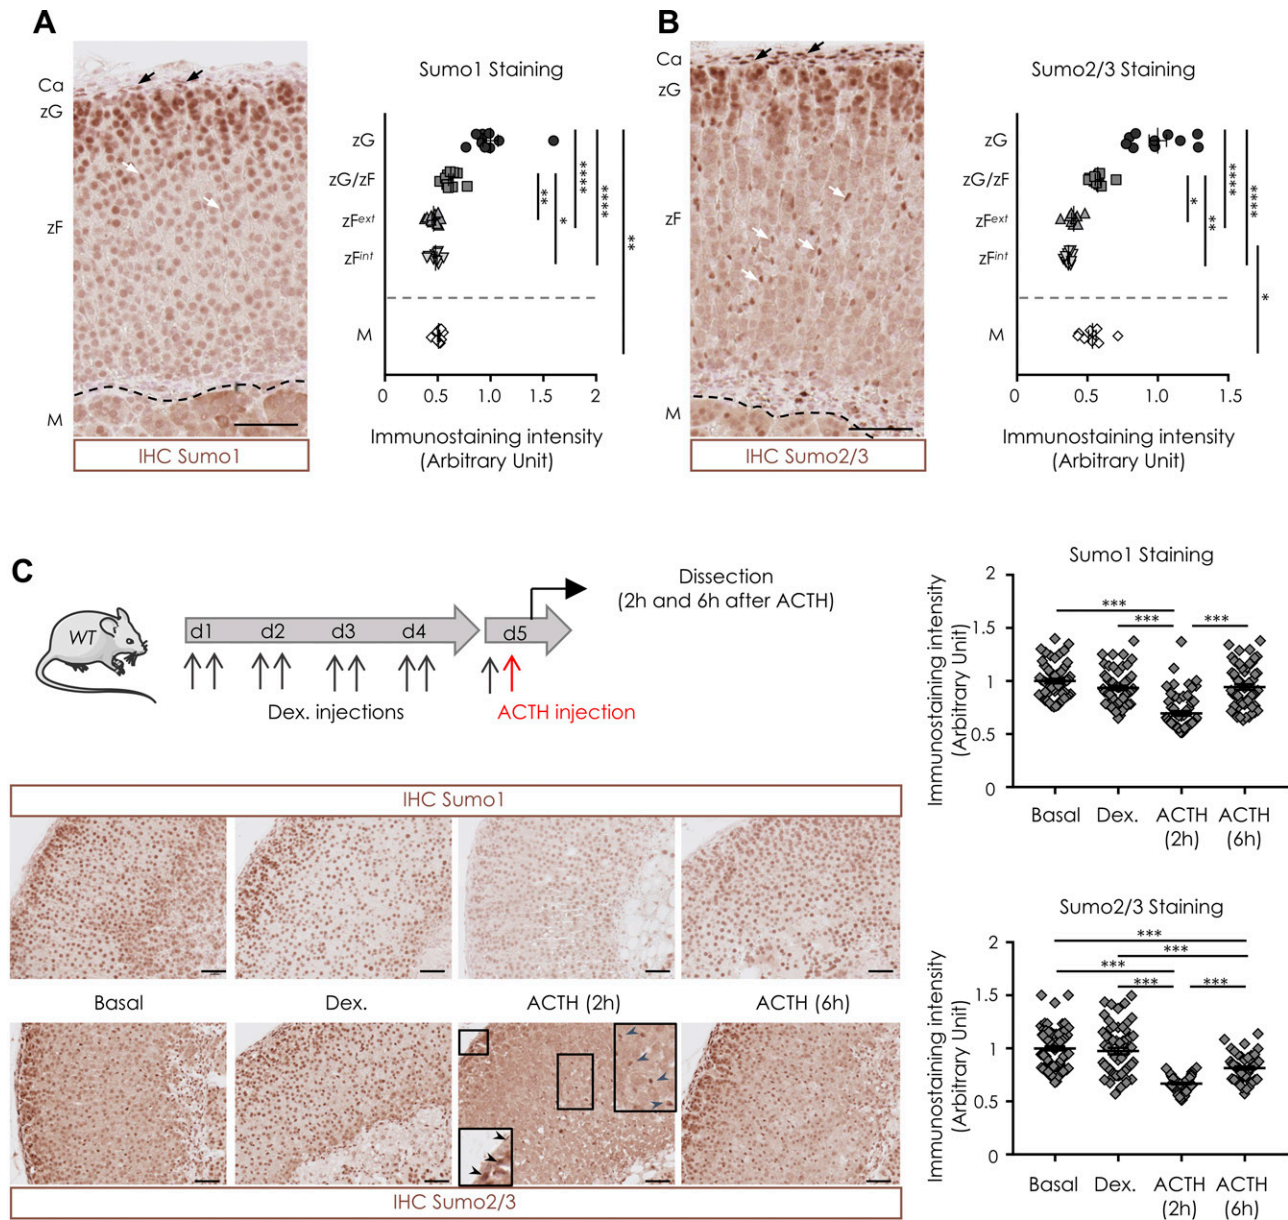 A
Ca
zG
zF
M
IHC Sumo1
Sumo1 Staining
zG
zG/zF
zFext
zFint
M
**
*
****
****
**
0
0.5
1.0
1.5
2
Immunostaining intensity
(Arbitrary Unit)
B
Ca
zG
zF
M
IHC Sumo2/3
Sumo2/3 Staining
zG
zG/zF
zFext
zFint
M
*
**
****
****
*
0
0.5
1.0
1.5
Immunostaining intensity
(Arbitrary Unit)
C
WT
d1
d2
d3
d4
d5
Dissection
(2h and 6h after ACTH)
Dex. injections
ACTH injection
IHC Sumo1
Basal
Dex.
ACTH (2h)
ACTH (6h)
IHC Sumo2/3
Sumo1 Staining
Immunostaining intensity
(Arbitrary Unit)
2
1.5
1
0.5
0
***
***
***
Basal
Dex.
ACTH
(2h)
ACTH
(6h)
Sumo2/3 Staining
Immunostaining intensity
(Arbitrary Unit)
2
1.5
1
0.5
0
***
***
***
***
***
Basal
Dex.
ACTH
(2h)
ACTH
(6h)